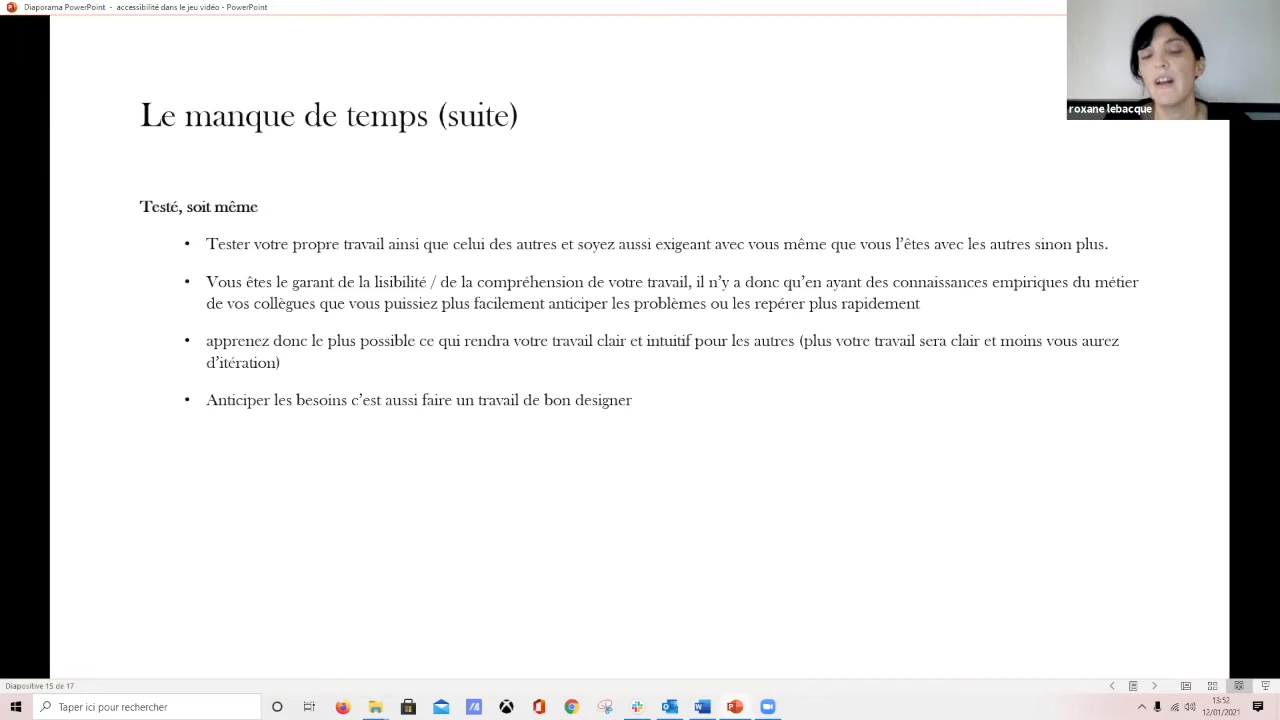 Diaporama PowerPoint - accessibilité dans le jeu vidéo - PowerPoint
roxane lebacque
Le manque de temps (suite)
Testé, soit même
• Tester votre propre travail ainsi que celui des autres et soyez aussi exigeant avec vous même que vous l'êtes avec les autres sinon plus.
• Vous êtes le garant de la lisibilité / de la compréhension de votre travail, il n'y a donc qu'en ayant des connaissances empiriques du métier
de vos collègues que vous puissiez plus facilement anticiper les problèmes ou les repérer plus rapidement
• apprenez donc le plus possible ce qui rendra votre travail clair et intuitif pour les autres (plus votre travail sera clair et moins vous aurez
d'itération)
• Anticiper les besoins c'est aussi faire un travail de bon designer
Diapositive 15 de 17
Taper ici pour rechercher
13:52
12/01/2021